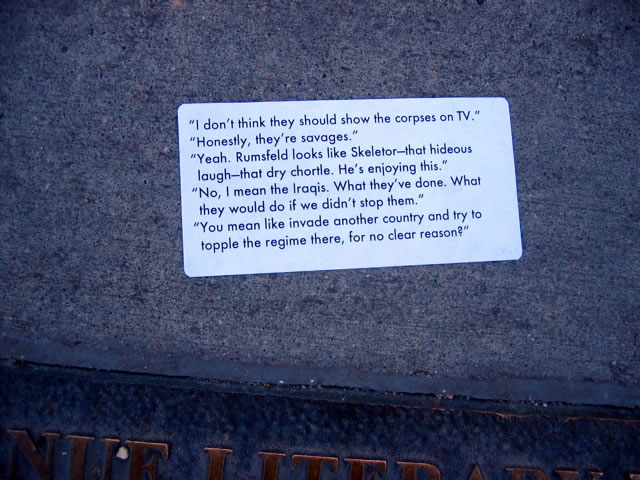 “I don’t think they should show the corpses on TV.”
“Honestly, they’re savages.”
“Yeah. Rumsfeld looks like Skeletor—that hideous
laugh—that dry chortle. He’s enjoying this.”
“No, I mean the Iraqis. What they’ve done. What
they would do if we didn’t stop them.”
“You mean like invade another country and try to
topple the regime there, for no clear reason?”
NUE LITERARY